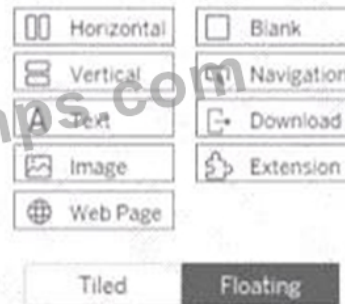 Horizontal
Blank
Vertical
Navigation
Text
Download
Image
Extension
Web Page
Tiled
Floating
ps.com